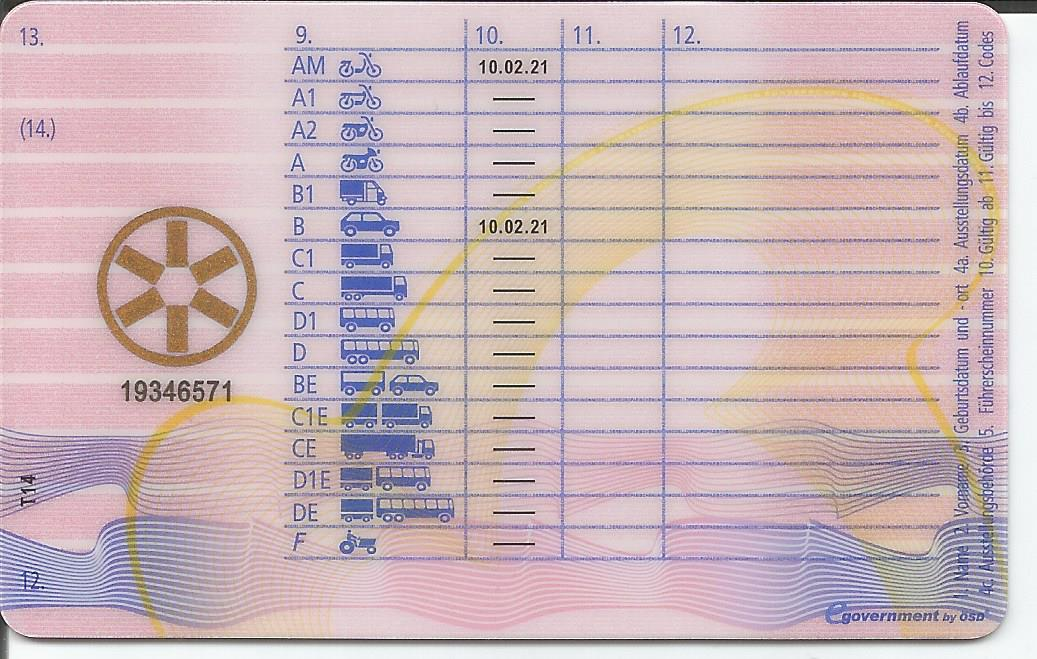 13.
(14.)
19346571
T14
12.
9. 10. 11. 12.
AM 10.02.21
A1 —
A2 —
A —
B1 —
B 10.02.21
C1 —
C —
D1 —
D —
BE —
C1E —
CE —
D1E —
DE —
F —
1. Name 2. Vorname 3. Geburtsdatum und -ort 4a. Ausstellungsdatum 4b. Ablaufdatum
4c. Ausstellungsbehörde 5. Führerscheinnummer 10. Gültig ab 11. Gültig bis 12. Codes
egovernment by OSD